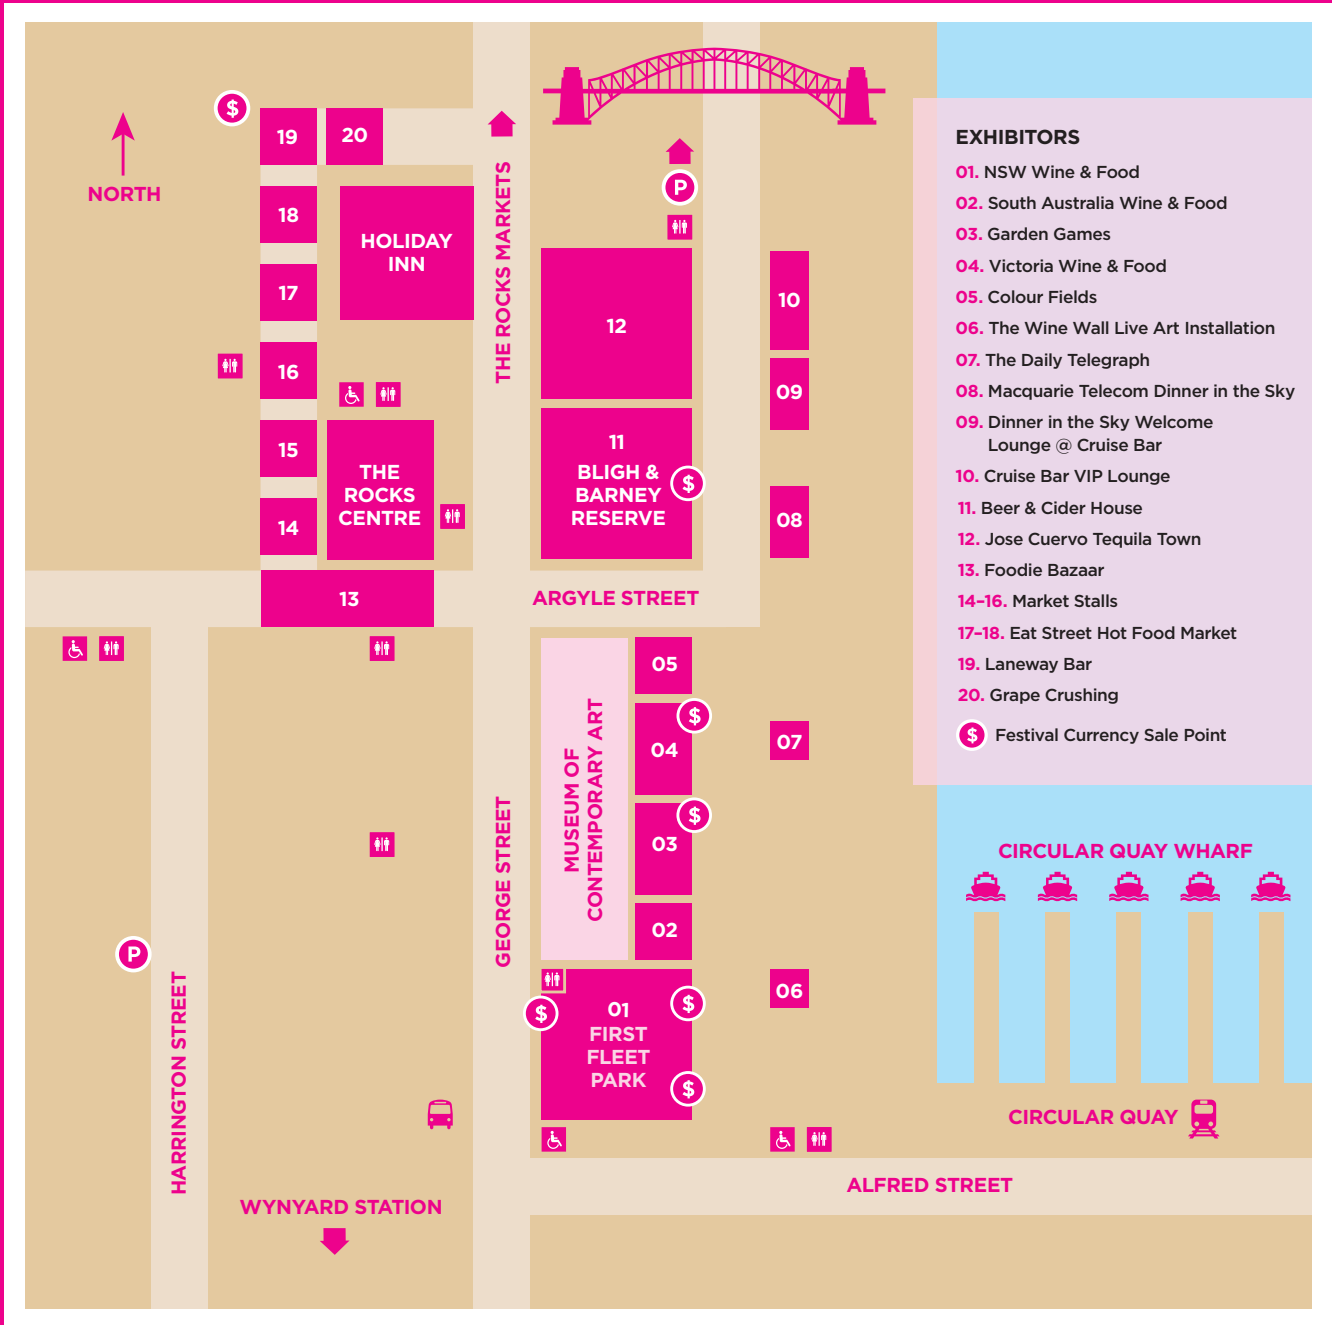 $
19
20
NORTH
18
HOLIDAY
INN
17
16
15
THE
ROCKS
CENTRE
14
13
THE ROCKS MARKETS
P
12
10
09
11
BLIGH &
BARNEY
RESERVE
$
08
ARGYLE STREET
EXHIBITORS
01. NSW Wine & Food
02. South Australia Wine & Food
03. Garden Games
04. Victoria Wine & Food
05. Colour Fields
06. The Wine Wall Live Art Installation
07. The Daily Telegraph
08. Macquarie Telecom Dinner in the Sky
09. Dinner in the Sky Welcome
Lounge @ Cruise Bar
10. Cruise Bar VIP Lounge
11. Beer & Cider House
12. Jose Cuervo Tequila Town
13. Foodie Bazaar
14–16. Market Stalls
17–18. Eat Street Hot Food Market
19. Laneway Bar
20. Grape Crushing
$ Festival Currency Sale Point
MUSEUM OF
CONTEMPORARY ART
05
$
04
07
$
03
02
GEORGE STREET
P
HARRINGTON STREET
$
01
FIRST
FLEET
PARK
$
$
06
CIRCULAR QUAY WHARF
CIRCULAR QUAY
ALFRED STREET
WYNYARD STATION